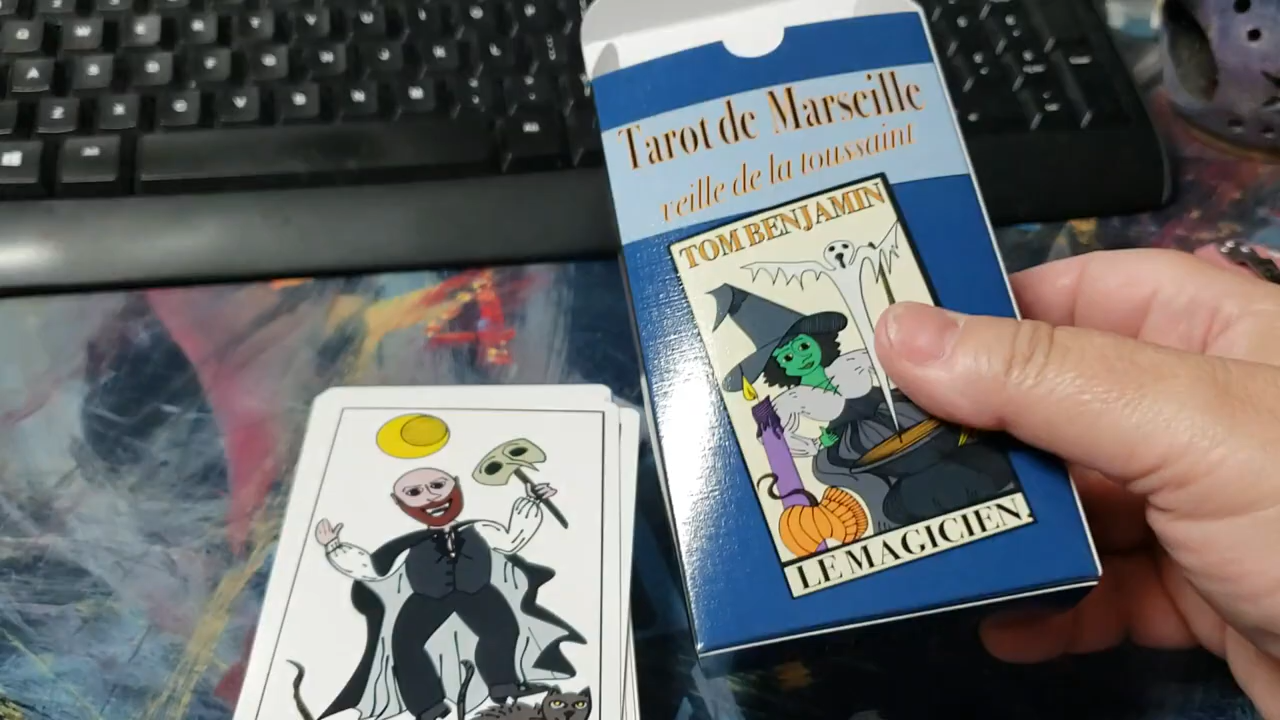 Tarot de Marseille
veille de la toussaint
TOM BENJAMIN
LE MAGICIEN.